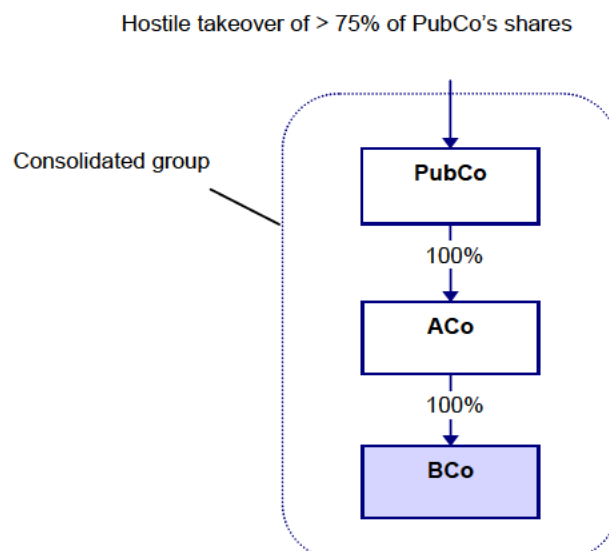 Hostile takeover of > 75% of PubCo’s shares
Consolidated group
PubCo
100%
ACo
100%
BCo